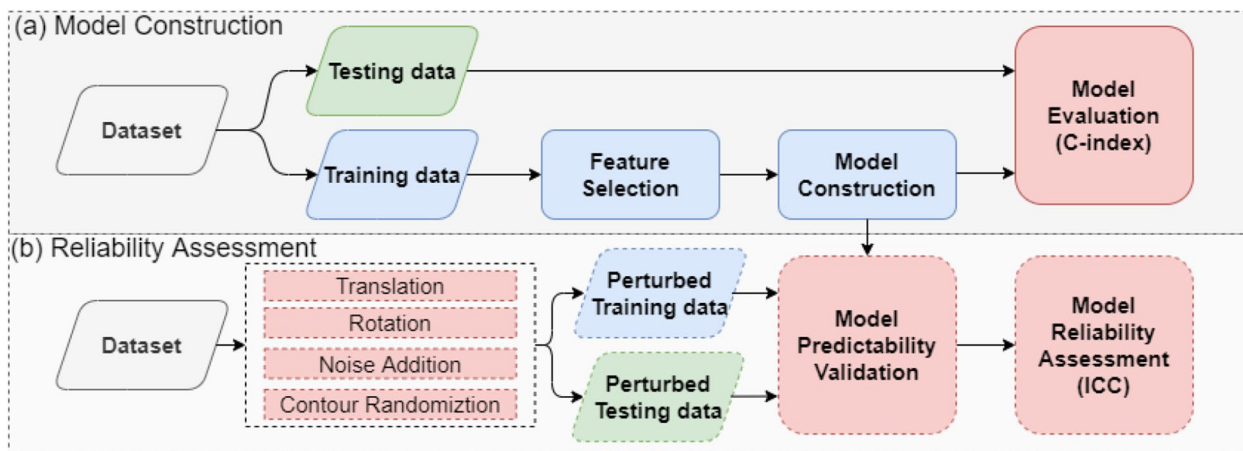 (a) Model Construction
Testing data
Dataset
Training data
Feature
Selection
Model
Construction
Model
Evaluation
(C-index)
(b) Reliability Assessment
Dataset
Translation
Rotation
Noise Addition
Contour Randomiztion
Perturbed
Training data
Perturbed
Testing data
Model
Predictability
Validation
Model
Reliability
Assessment
(ICC)